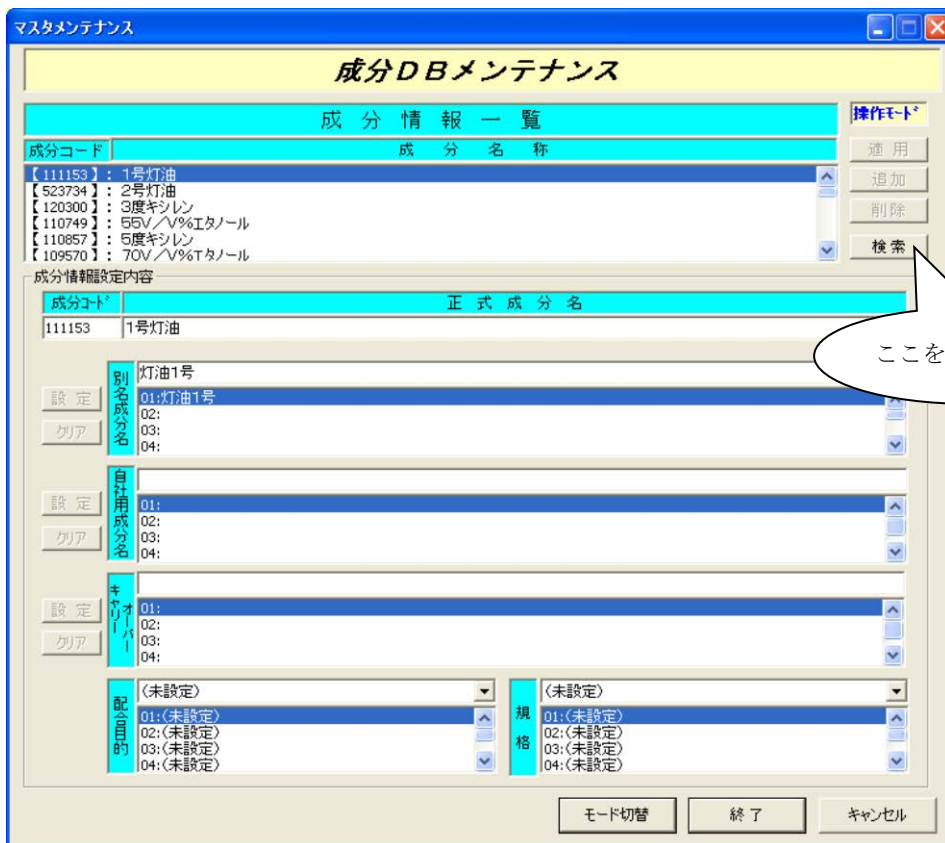 マスタメンテナンス
成分DBメンテナンス
成分情報一覧
操作モード
成分コード 成分名称
適用
【111153】: 1号灯油
【523734】: 2号灯油
追加
【120300】: 3度キシレン
【110749】: 55V/V%エタノール
削除
【110857】: 5度キシレン
【109570】: 70V/V%エタノール
検索
成分情報設定内容
成分コード 正式成分名
111153 1号灯油
ここを
別名成分名
灯油1号
設定
01:灯油1号
02:
クリア
03:
04:
自社用成分名
設定
01:
02:
クリア
03:
04:
キャリーオーバー
設定
01:
02:
クリア
03:
04:
配合目的
(未設定)
01:(未設定)
02:(未設定)
03:(未設定)
04:(未設定)
規格
(未設定)
01:(未設定)
02:(未設定)
03:(未設定)
04:(未設定)
モード切替 終了 キャンセル